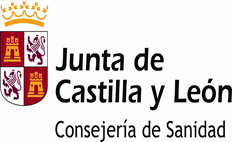 Junta de
Castilla y León
Consejería de Sanidad